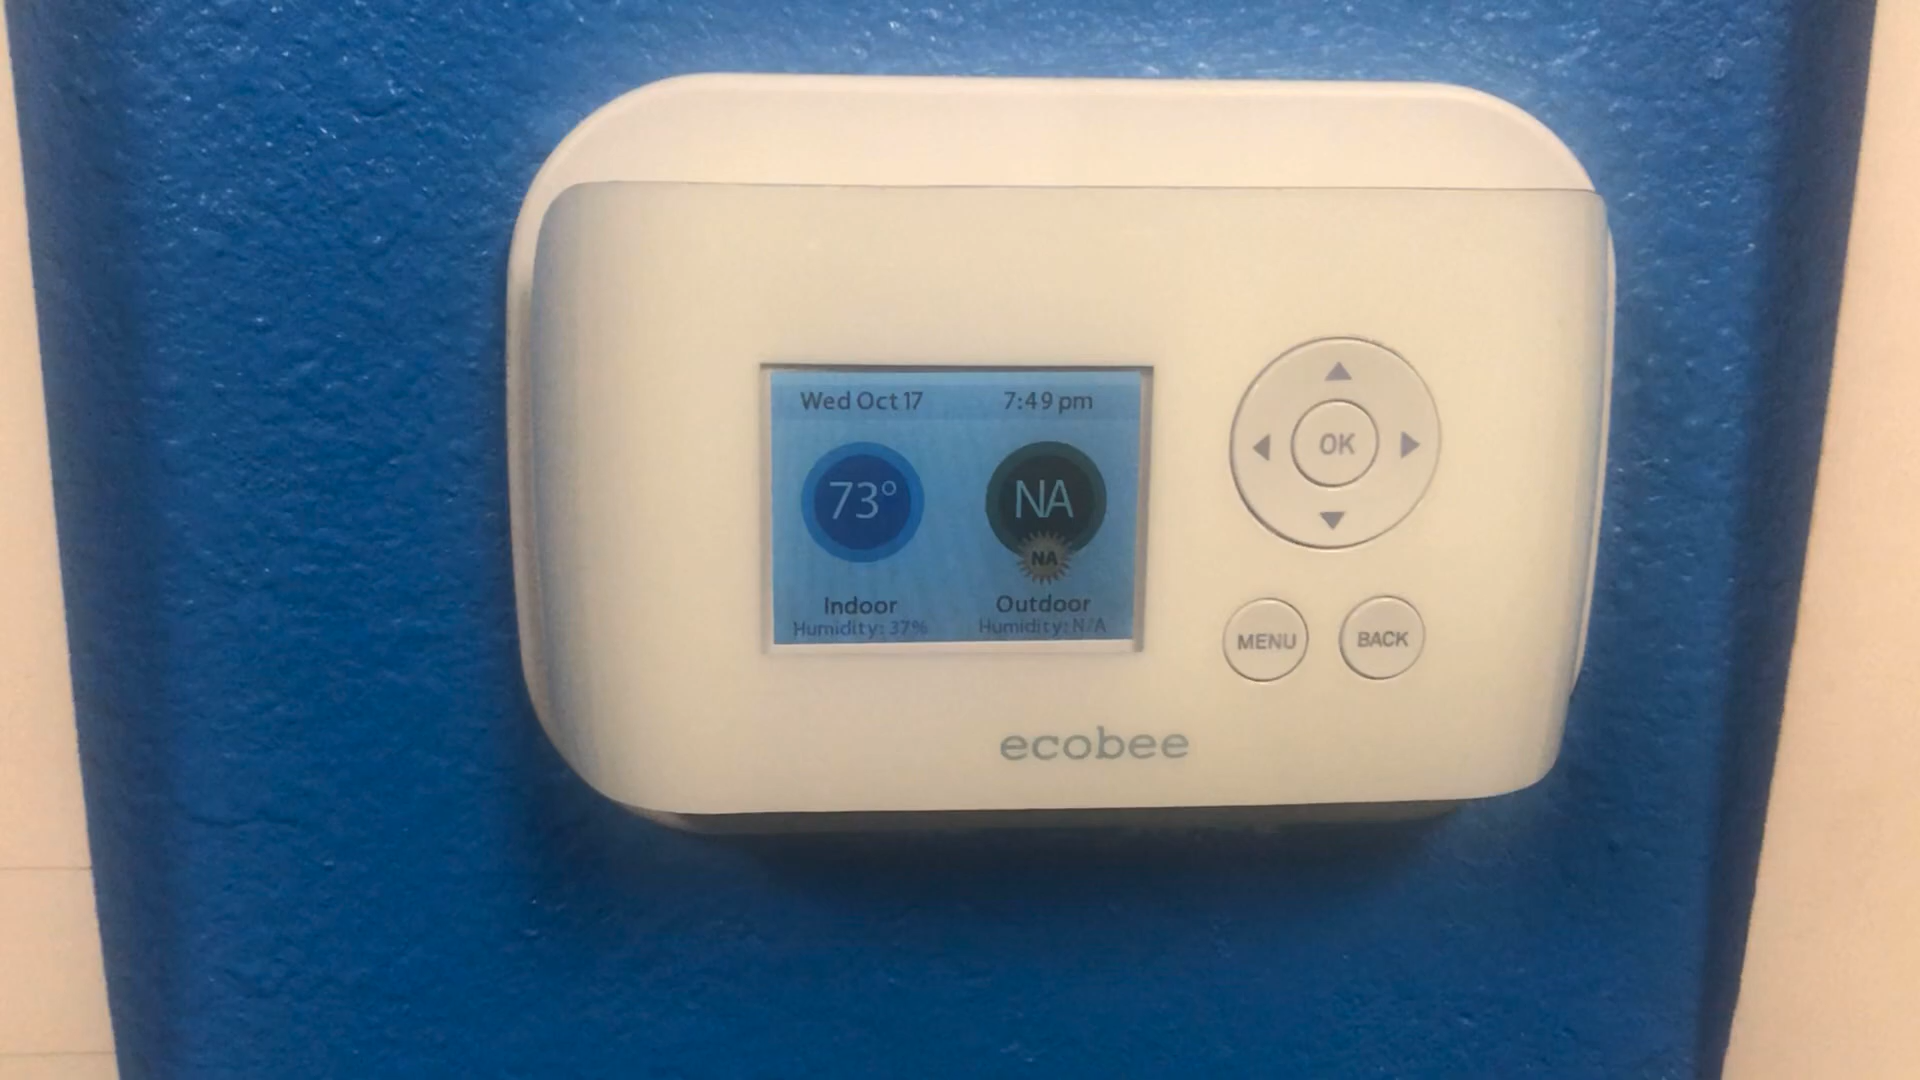 Wed Oct 17 7:49 pm
73° NA
NA
Indoor Outdoor
Humidity: 37% Humidity: N/A
OK
MENU BACK
ecobee